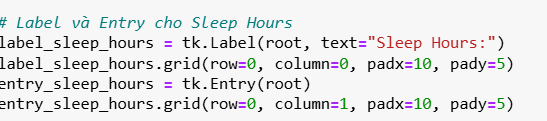 # Label và Entry cho Sleep Hours
label_sleep_hours = tk.Label(root, text="Sleep Hours:")
label_sleep_hours.grid(row=0, column=0, padx=10, pady=5)
entry_sleep_hours = tk.Entry(root)
entry_sleep_hours.grid(row=0, column=1, padx=10, pady=5)